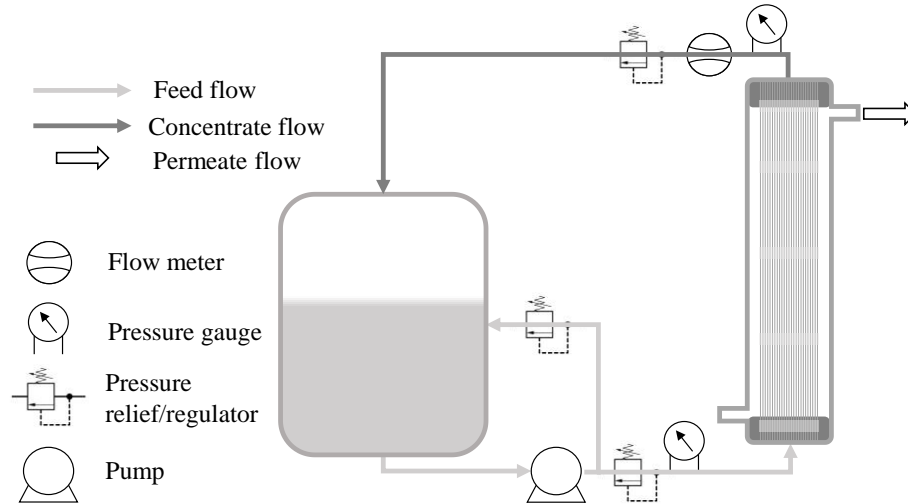 Feed flow
Concentrate flow
Permeate flow
Flow meter
Pressure gauge
Pressure
relief/regulator
Pump